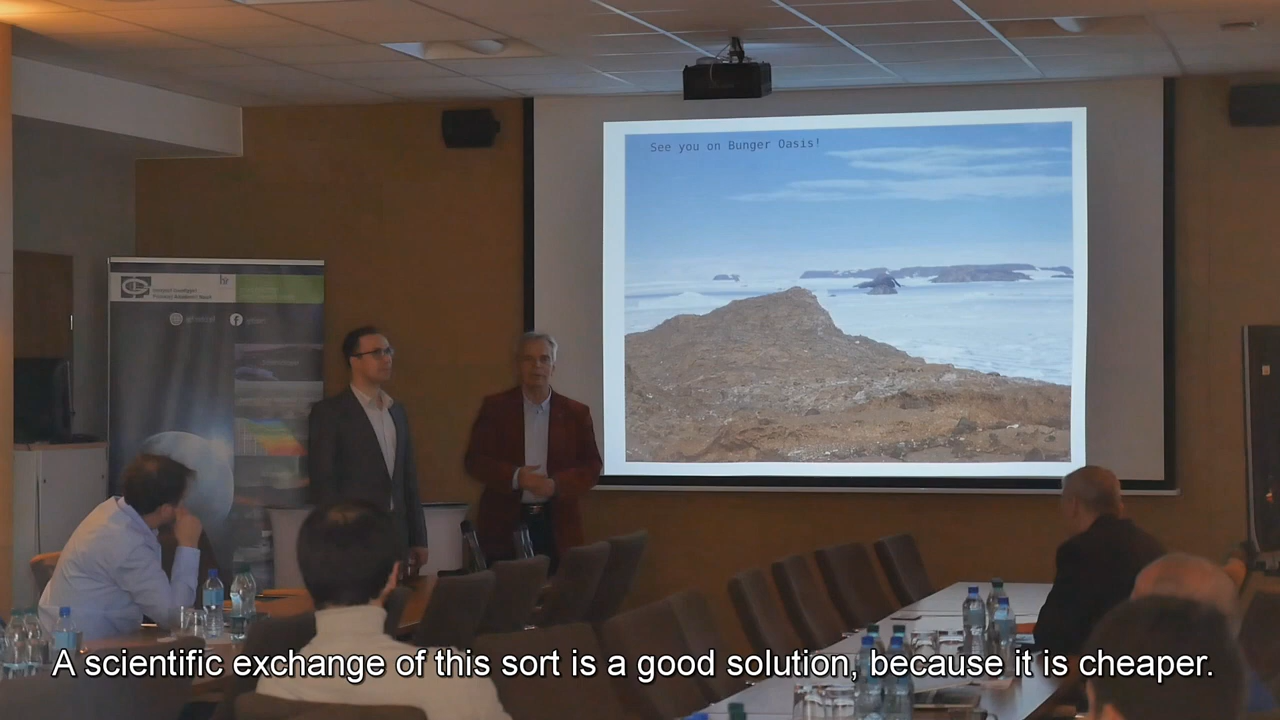 See you on Bunger Oasis!
A scientific exchange of this sort is a good solution, because it is cheaper.